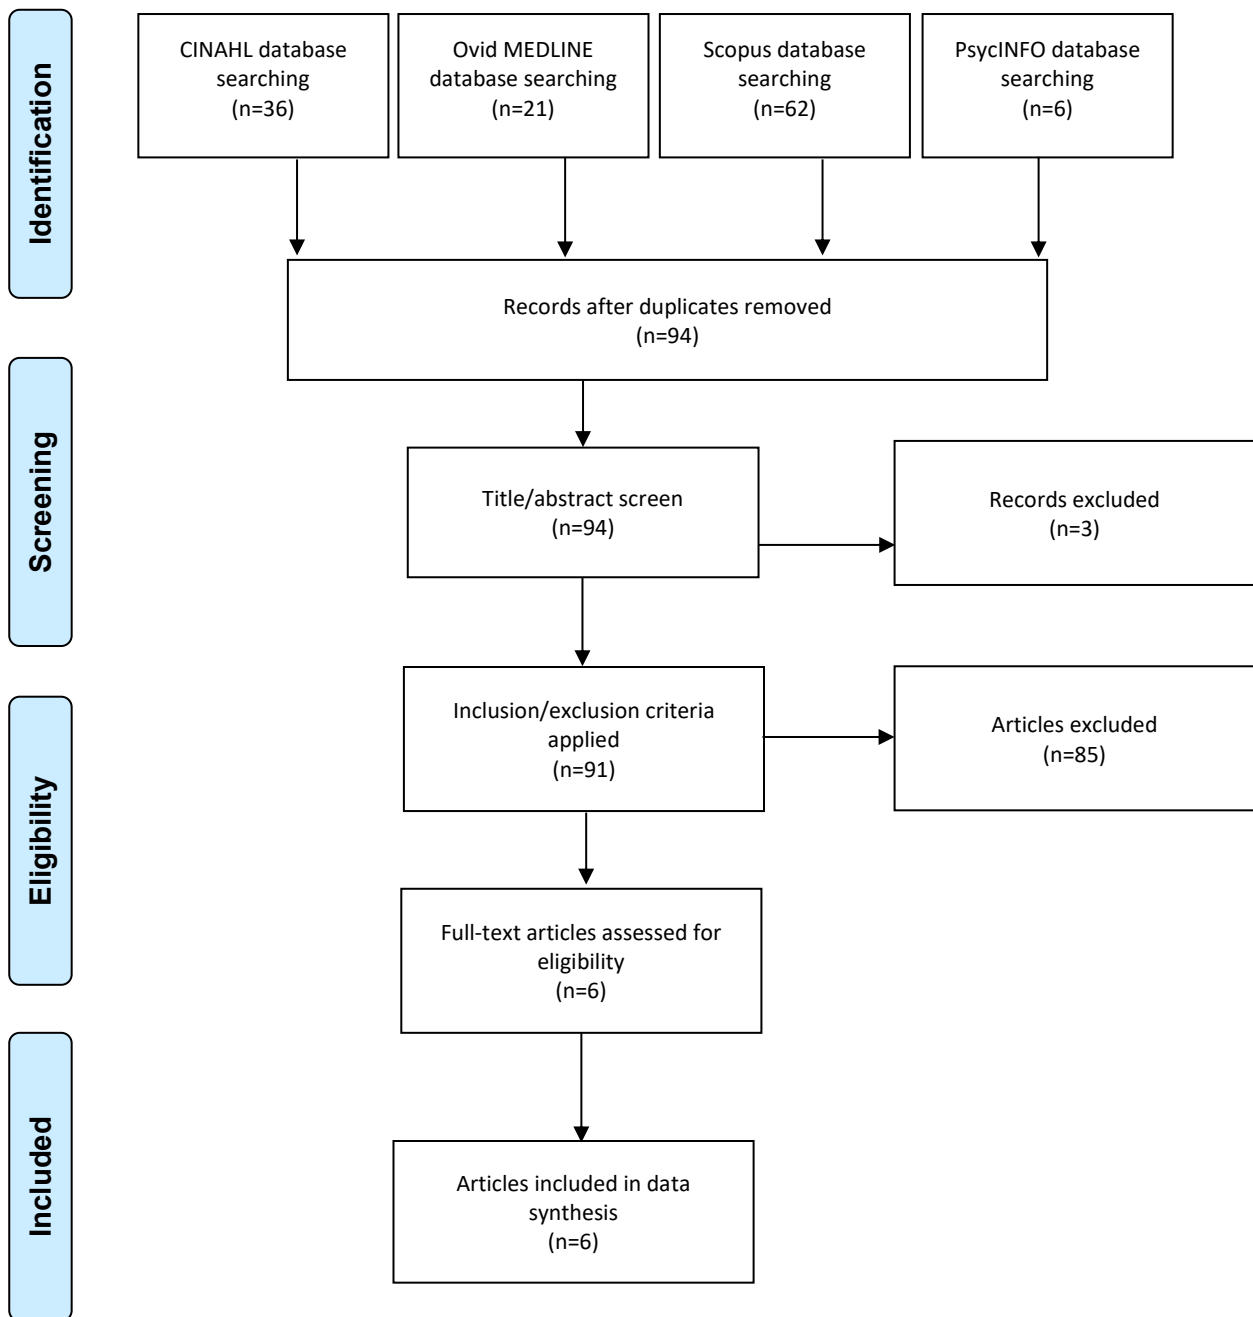 Identification
CINAHL database
searching
(n=36)
Ovid MEDLINE
database searching
(n=21)
Scopus database
searching
(n=62)
PsycINFO database
searching
(n=6)
Records after duplicates removed
(n=94)
Screening
Title/abstract screen
(n=94)
Records excluded
(n=3)
Eligibility
Inclusion/exclusion criteria
applied
(n=91)
Articles excluded
(n=85)
Full-text articles assessed for
eligibility
(n=6)
Included
Articles included in data
synthesis
(n=6)